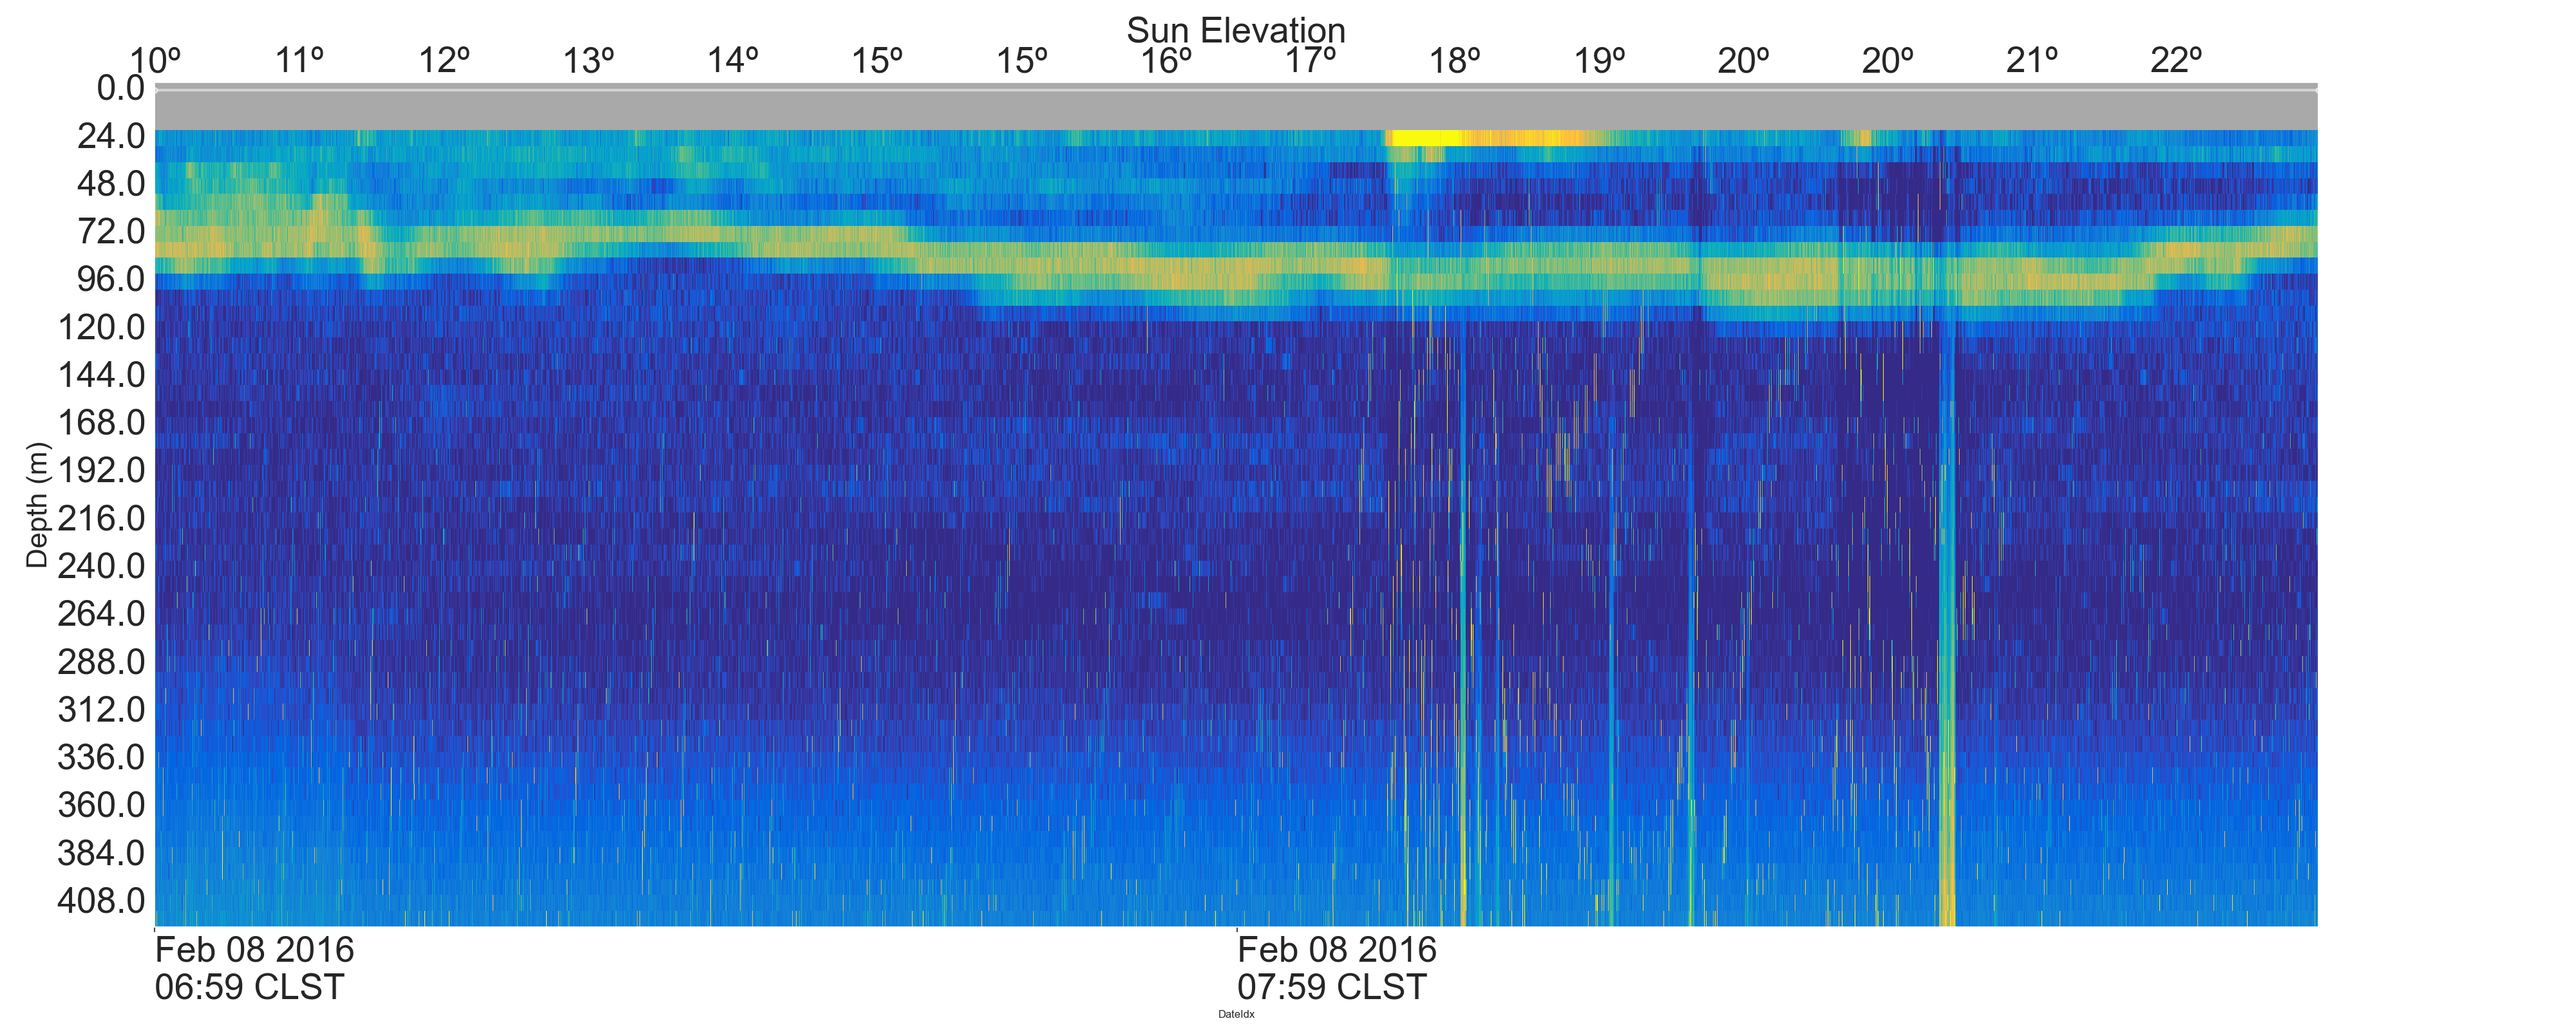 Sun Elevation
10º 11º 12º 13º 14º 15º 15º 16º 17º 18º 19º 20º 20º 21º 22º
0.0
24.0
48.0
72.0
96.0
120.0
144.0
168.0
192.0
216.0
240.0
264.0
288.0
312.0
336.0
360.0
384.0
408.0
Depth (m)
Feb 08 2016
06:59 CLST
Feb 08 2016
07:59 CLST
DateIdx